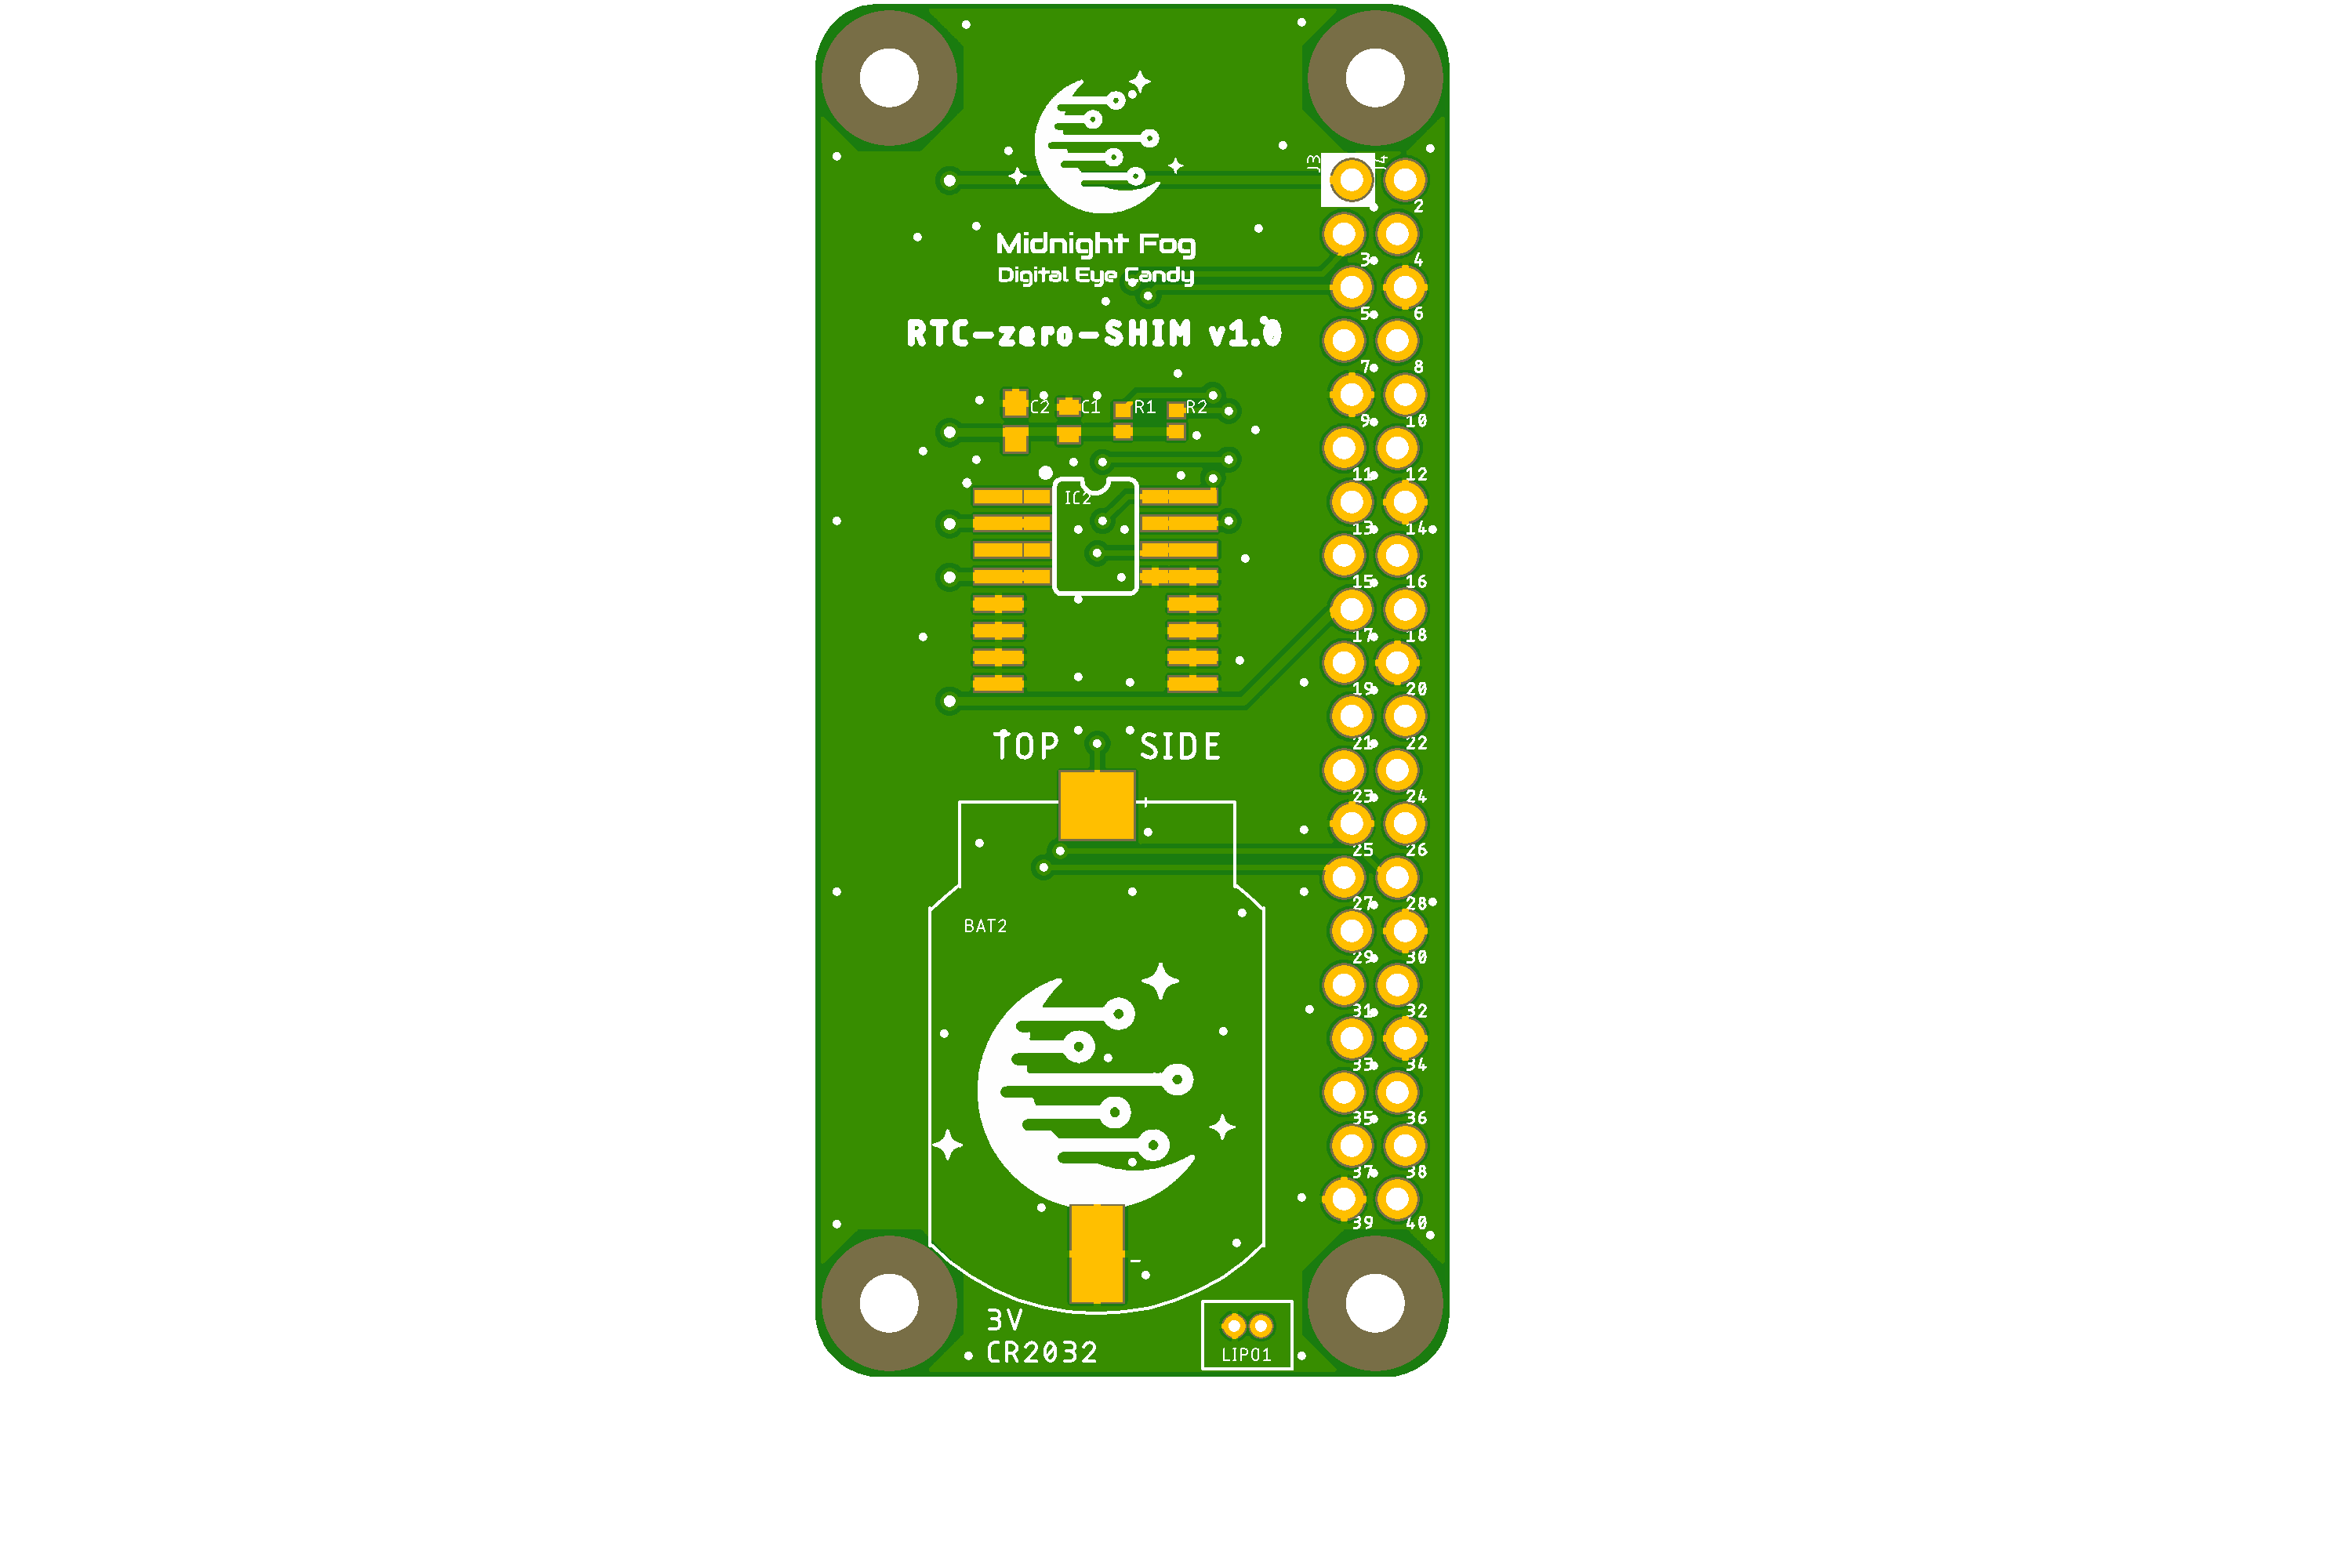 J3 J4
2
Midnight Fog
3 4
Digital Eye Candy
5 6
RTC-zero-SHIM v1.0
7 8
C2 C1 R1 R2
9 10
11 12
IC2
13 14
15 16
17 18
19 20
TOP SIDE
21 22
23 24
+
25 26
27 28
BAT2
29 30
31 32
33 34
35 36
37 38
39 40
-
3V
CR2032
LIPO1